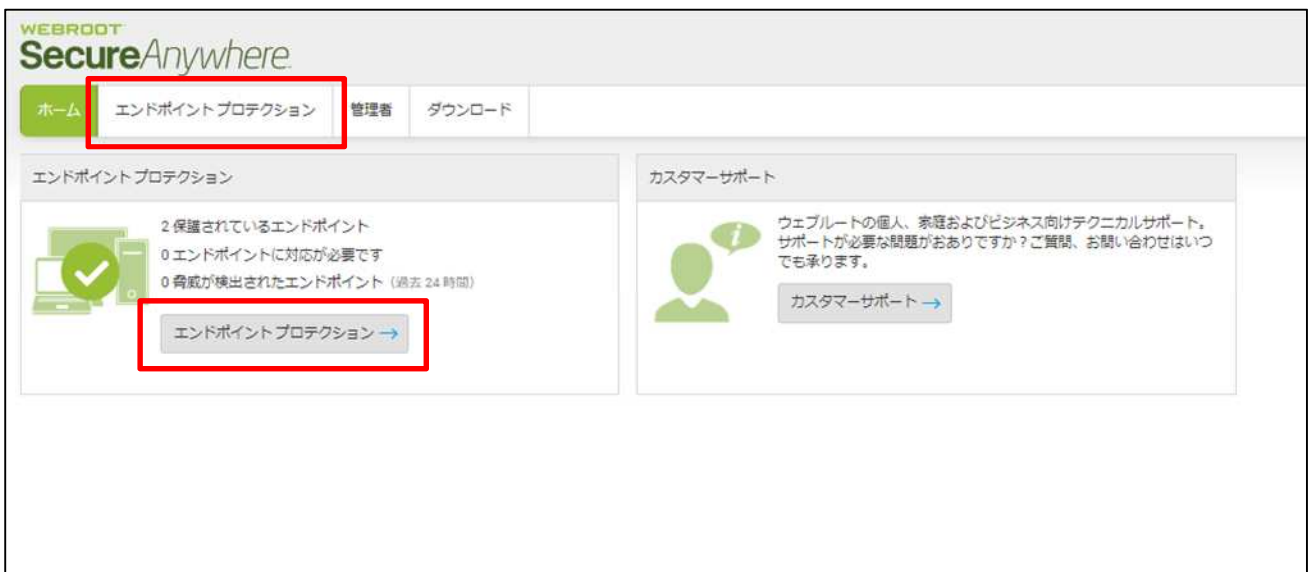 WEBROOT
SecureAnywhere.
ホーム エンドポイント プロテクション 管理者 ダウンロード
エンドポイント プロテクション
2 保護されているエンドポイント
0 エンドポイントに対応が必要です
0 脅威が検出されたエンドポイント（過去 24 時間）
エンドポイント プロテクション →
カスタマーサポート
ウェブルートの個人、家庭およびビジネス向けテクニカルサポート。
サポートが必要な問題がおありですか？ご質問、お問い合わせはいつ
でも承ります。
カスタマーサポート →